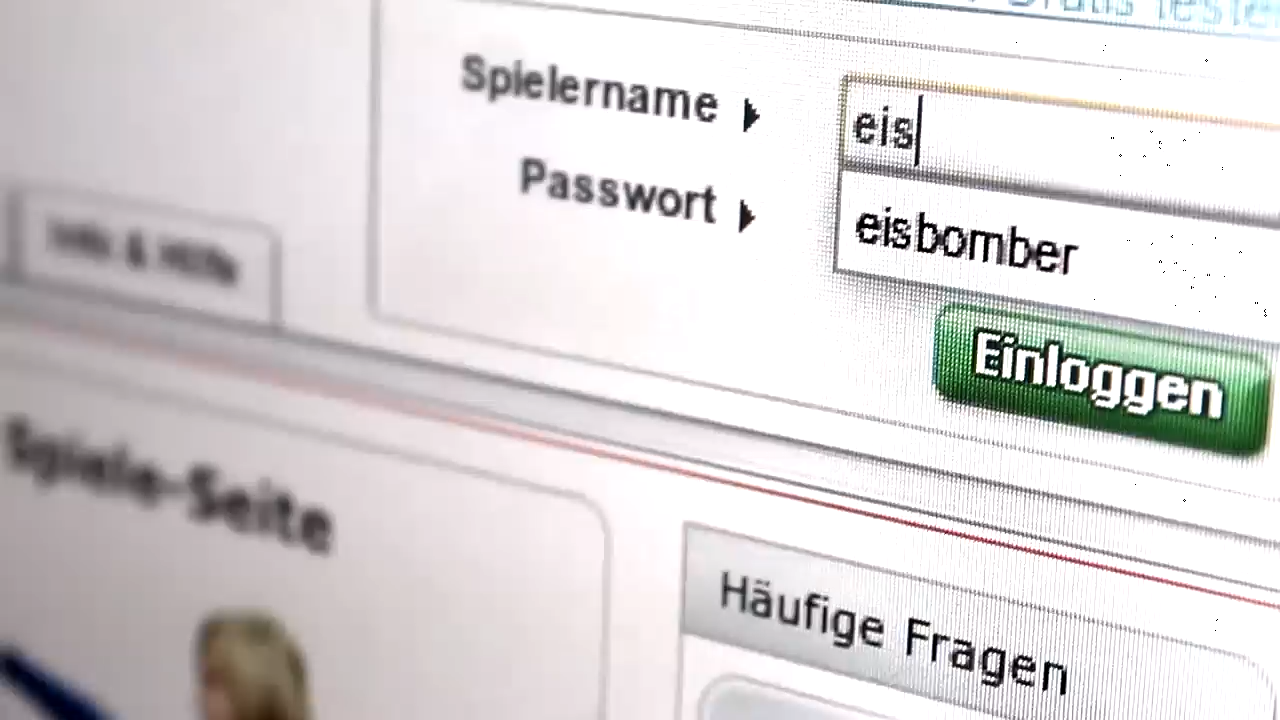 Spielername
eis
Passwort
eisbomber
Einloggen
Spiele-Seite
Häufige Fragen